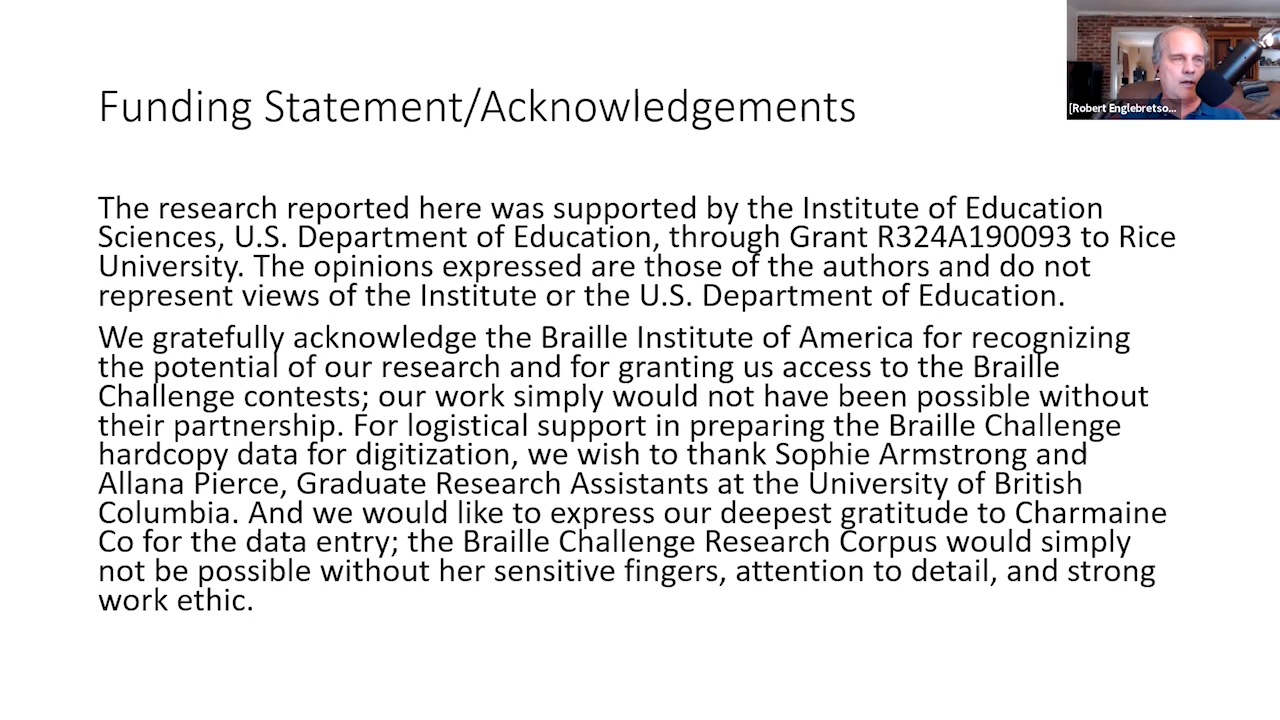 [Robert Englebretso...
Funding Statement/Acknowledgements
The research reported here was supported by the Institute of Education
Sciences, U.S. Department of Education, through Grant R324A190093 to Rice
University. The opinions expressed are those of the authors and do not
represent views of the Institute or the U.S. Department of Education.
We gratefully acknowledge the Braille Institute of America for recognizing
the potential of our research and for granting us access to the Braille
Challenge contests; our work simply would not have been possible without
their partnership. For logistical support in preparing the Braille Challenge
hardcopy data for digitization, we wish to thank Sophie Armstrong and
Allana Pierce, Graduate Research Assistants at the University of British
Columbia. And we would like to express our deepest gratitude to Charmaine
Co for the data entry; the Braille Challenge Research Corpus would simply
not be possible without her sensitive fingers, attention to detail, and strong
work ethic.